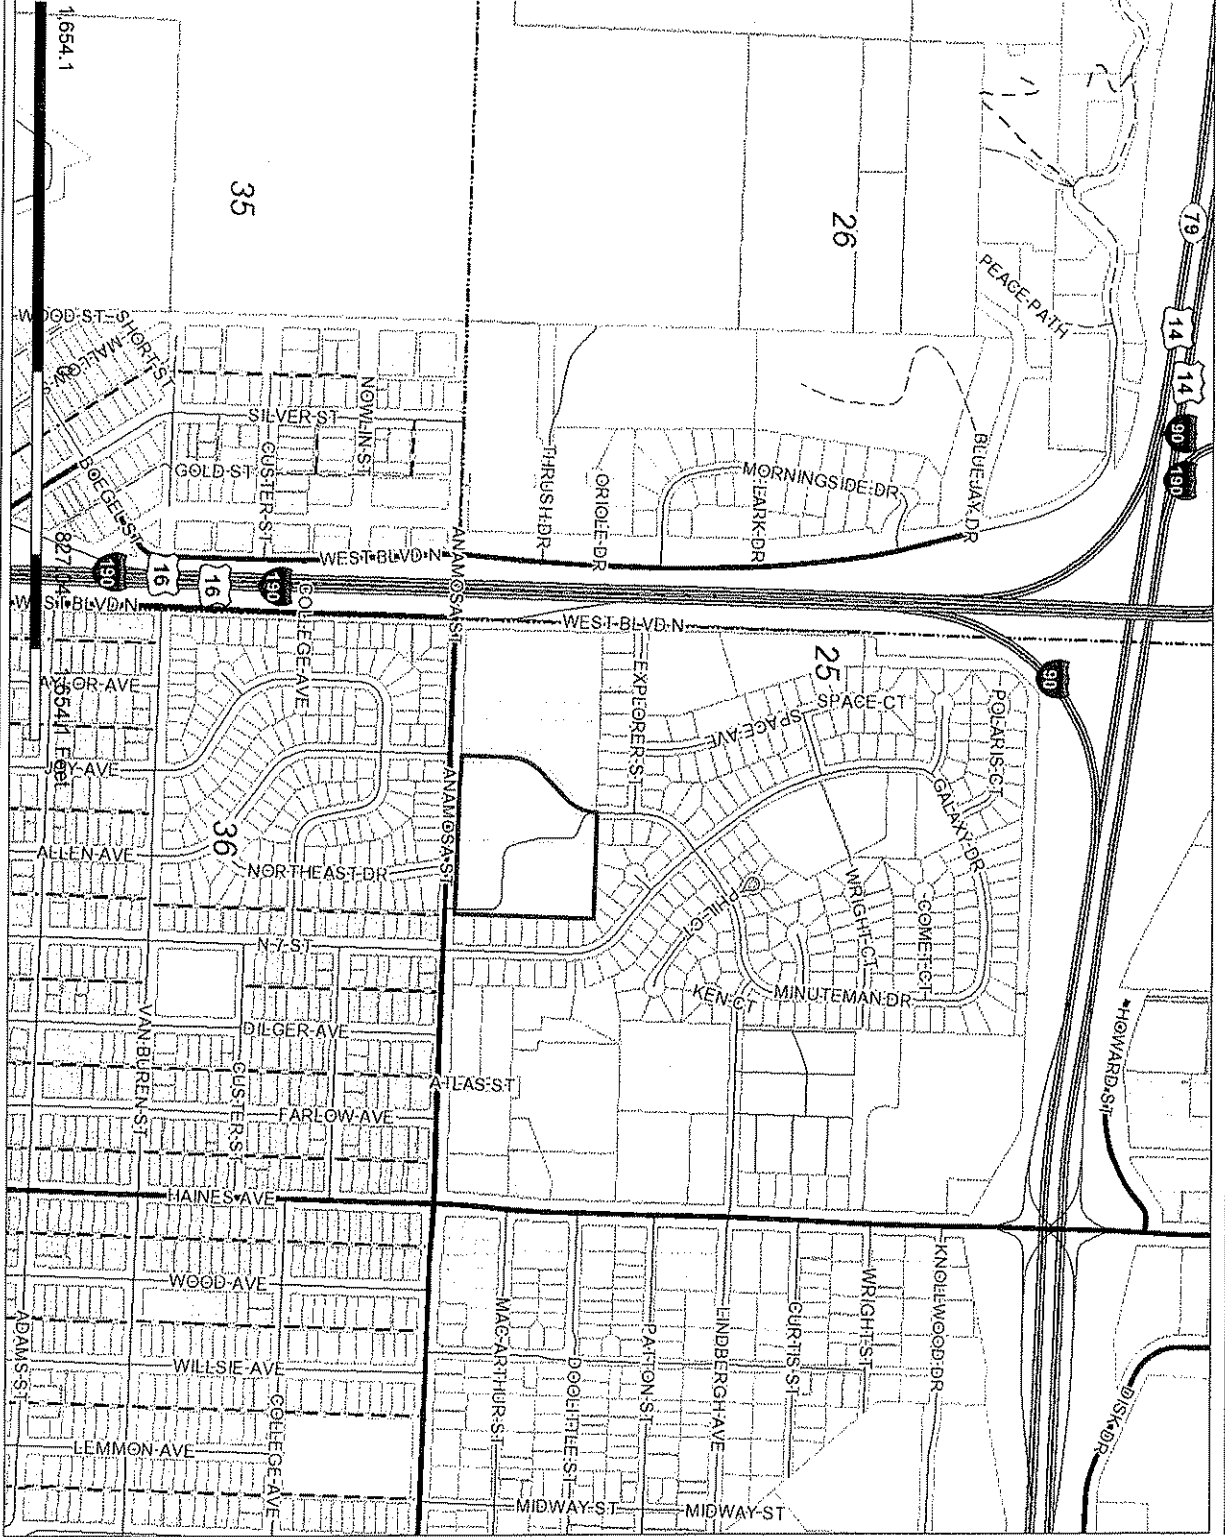 1,654.1
35
26
79
14
14
90
190
PEACE-PATH
WOOD-ST
SHORT-ST
NOWLIN-ST
SILVER-ST
CUSTER-ST
GOLD-ST
BOEGEL-ST
THRUSH-DR
ORIOLE-DR
MORNINGSIDE-DR
LARK-DR
BLUE-JAY-DR
ANAMOSA-ST
WEST-BLVD-N
190
16
16
190
WEST-BLVD-N
WEST-BLVD-N
COLLEGE-AVE
25
90
EXPLORER-ST
SPACE-AVE
SPACE-CT
POLARIS-CT
GALAXY-DR
JOY-AVE
1,654.1 Feet
ALLEN-AVE
36
NORTHEAST-DR
ANAMOSA-ST
PHIL-CT
WRIGHT-CT
COMET-CT
N-7-ST
KEN-CT
MINUTEMAN-DR
HOWARD-ST
VAN-BUREN-ST
DILGER-AVE
CUSTER-S
FARLOW-AVE
ATLAS-ST
HAINES-AVE
WOOD-AVE
MAC-ARTHUR-ST
DOOLITTLE-ST
PATTON-ST
LINDBERGH-AVE
CURTIS-ST
WRIGHT-ST
KNOLLWOOD-DR
ADAMS-ST
WILLSIE-AVE
COLLEGE-AVE
LEMMON-AVE
MIDWAY-ST
MIDWAY-ST
DISK-DR